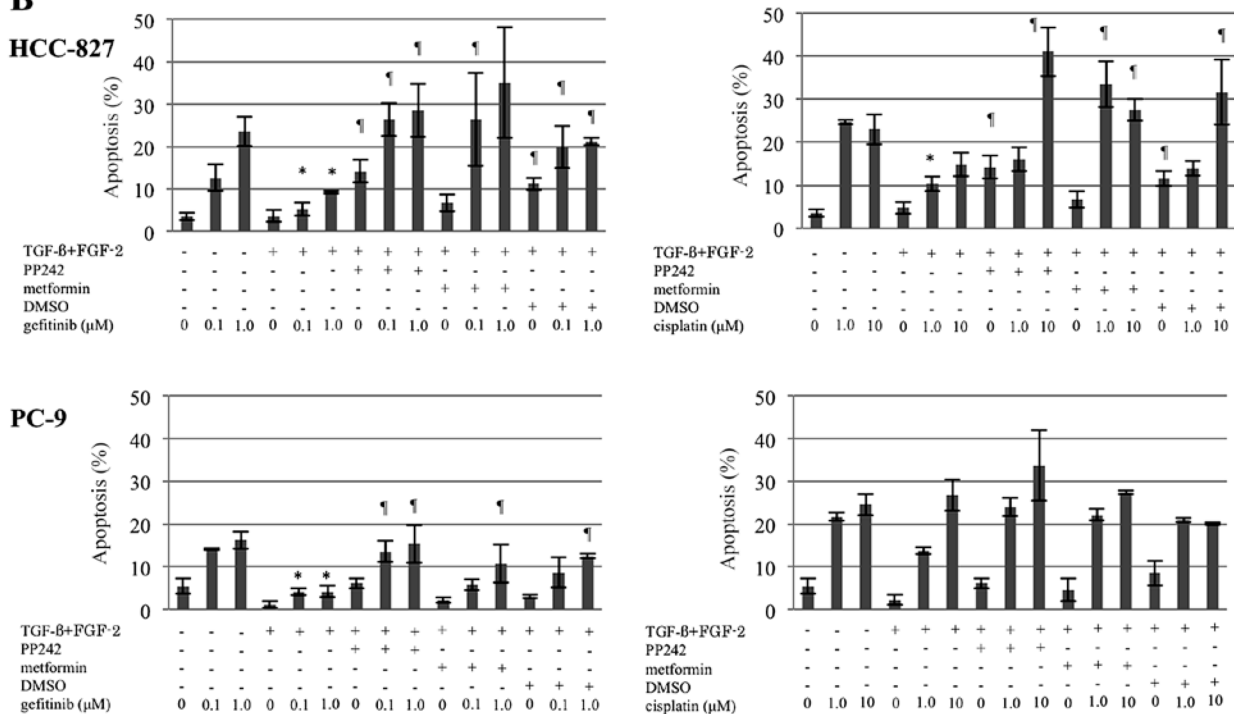 B
HCC-827
Apoptosis (%)
50
40
30
20
10
0
* * ¶ ¶ ¶ ¶ ¶ ¶ ¶
TGF-ß+FGF-2 - - - + + + + + + + + + + + +
PP242 - - - - - - + + + - - - - - -
metformin - - - - - - - - - + + + - - -
DMSO - - - - - - - - - - - - + + +
gefitinib (µM) 0 0.1 1.0 0 0.1 1.0 0 0.1 1.0 0 0.1 1.0 0 0.1 1.0
Apoptosis (%)
50
40
30
20
10
0
* ¶ ¶ ¶ ¶ ¶ ¶
TGF-ß+FGF-2 - - - + + + + + + + + + + + +
PP242 - - - - - - + + + - - - - - -
metformin - - - - - - - - - + + + - - -
DMSO - - - - - - - - - - - - + + +
cisplatin (µM) 0 1.0 10 0 1.0 10 0 1.0 10 0 1.0 10 0 1.0 10
PC-9
Apoptosis (%)
50
40
30
20
10
0
* * ¶ ¶ ¶ ¶
TGF-ß+FGF-2 - - - + + + + + + + + + + + +
PP242 - - - - - - + + + - - - - - -
metformin - - - - - - - - - + + + - - -
DMSO - - - - - - - - - - - - + + +
gefitinib (µM) 0 0.1 1.0 0 0.1 1.0 0 0.1 1.0 0 0.1 1.0 0 0.1 1.0
Apoptosis (%)
50
40
30
20
10
0
TGF-ß+FGF-2 - - - + + + + + + + + + + + +
PP242 - - - - - - + + + - - - - - -
metformin - - - - - - - - - + + + - - -
DMSO - - - - - - - - - - - - + + +
cisplatin (µM) 0 1.0 10 0 1.0 10 0 1.0 10 0 1.0 10 0 1.0 10